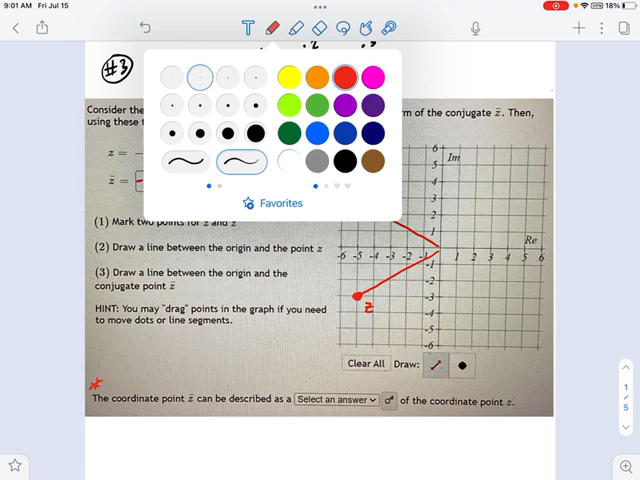 9:01 AM Fri Jul 15
VPN 18%
T
#3
Consider the
rm of the conjugate z̄. Then,
using these
z = -
z̄ =
Favorites
(1) Mark two points for z and z̄
(2) Draw a line between the origin and the point z
(3) Draw a line between the origin and the
conjugate point z̄
HINT: You may "drag" points in the graph if you need
to move dots or line segments.
Im
Re
6
5
4
3
2
1
-6 -5 -4 -3 -2 -1 1 2 3 4 5 6
-1
-2
-3
-4
-5
-6
z
Clear All Draw:
*
The coordinate point z̄ can be described as a Select an answer of the coordinate point z.
1
/
5